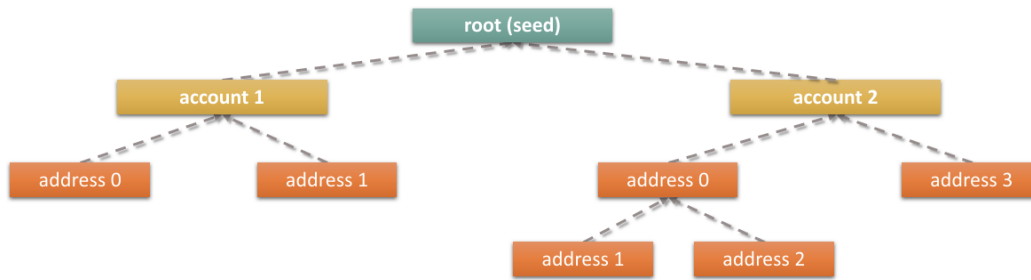 root (seed)
account 1
account 2
address 0
address 1
address 0
address 3
address 1
address 2